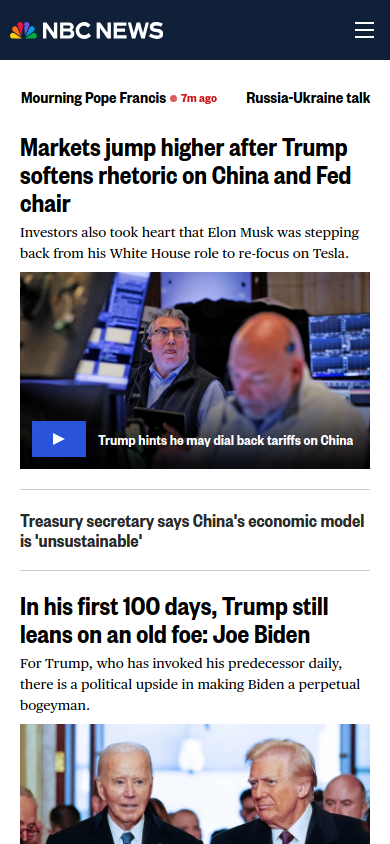 NBC NEWS
Mourning Pope Francis 7m ago Russia-Ukraine talk
Markets jump higher after Trump
softens rhetoric on China and Fed
chair
Investors also took heart that Elon Musk was stepping
back from his White House role to re-focus on Tesla.
Trump hints he may dial back tariffs on China
Treasury secretary says China's economic model
is 'unsustainable'
In his first 100 days, Trump still
leans on an old foe: Joe Biden
For Trump, who has invoked his predecessor daily,
there is a political upside in making Biden a perpetual
bogeyman.